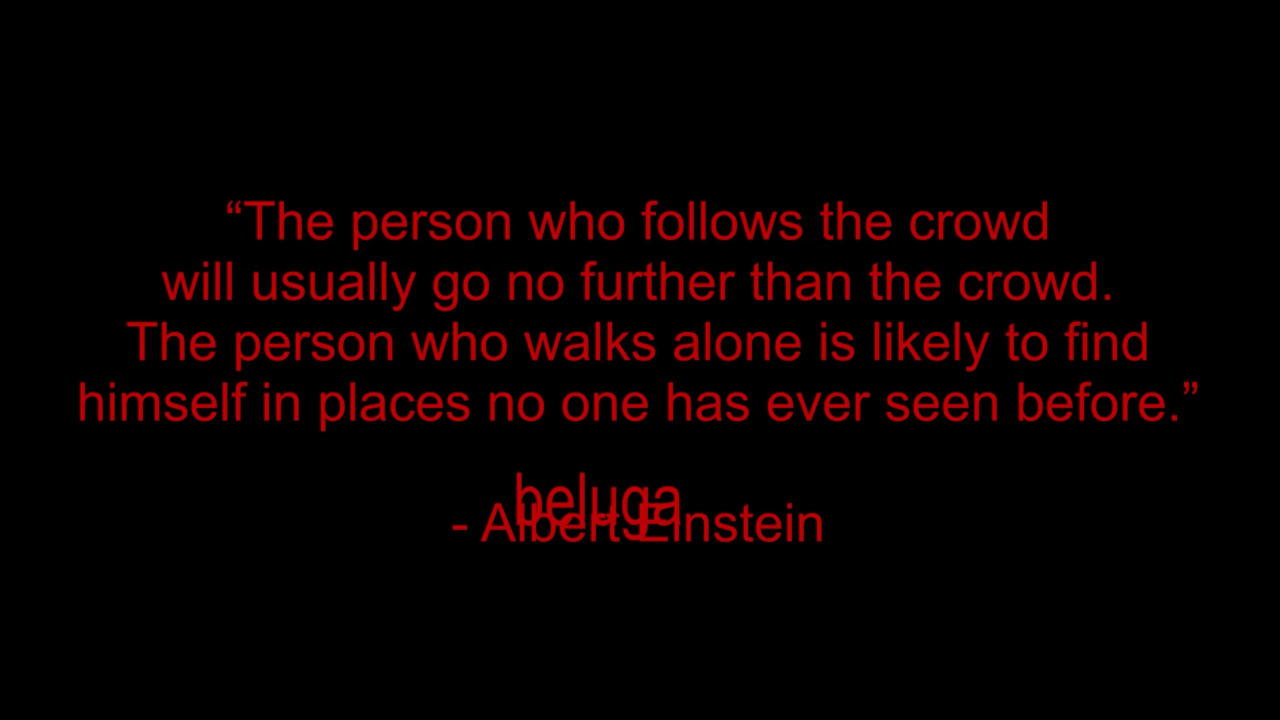 “The person who follows the crowd
will usually go no further than the crowd.
The person who walks alone is likely to find
himself in places no one has ever seen before.”
beluga
- Albert Einstein